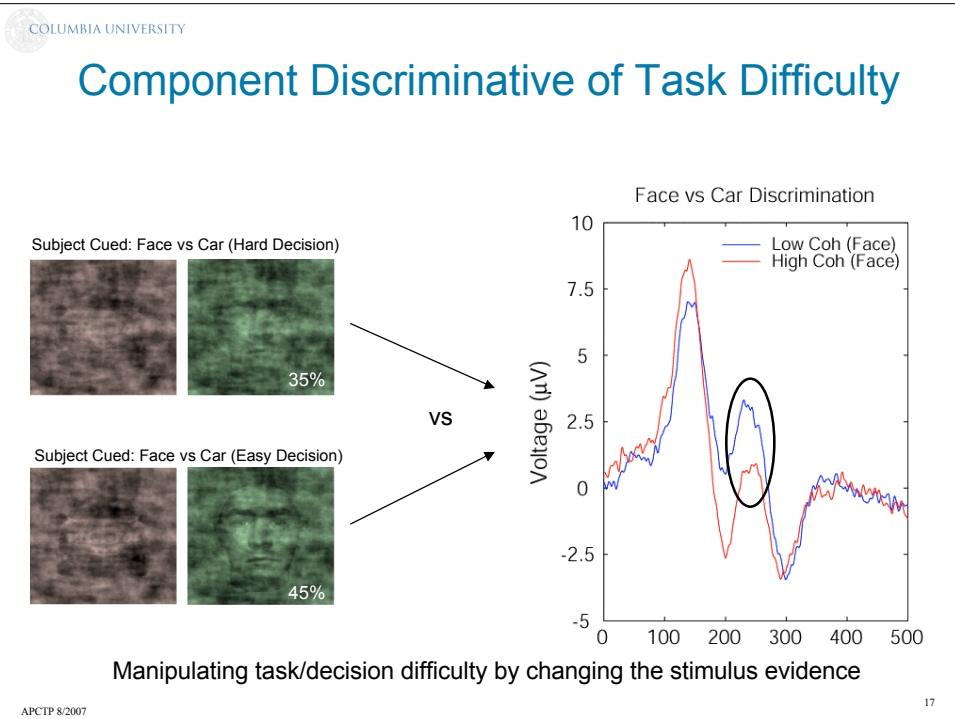 COLUMBIA UNIVERSITY
Component Discriminative of Task Difficulty
Subject Cued: Face vs Car (Hard Decision)
35%
vs
Subject Cued: Face vs Car (Easy Decision)
45%
Face vs Car Discrimination
Low Coh (Face)
High Coh (Face)
Voltage (µV)
10
7.5
5
2.5
0
-2.5
-5
0 100 200 300 400 500
Manipulating task/decision difficulty by changing the stimulus evidence
APCTP 8/2007
17